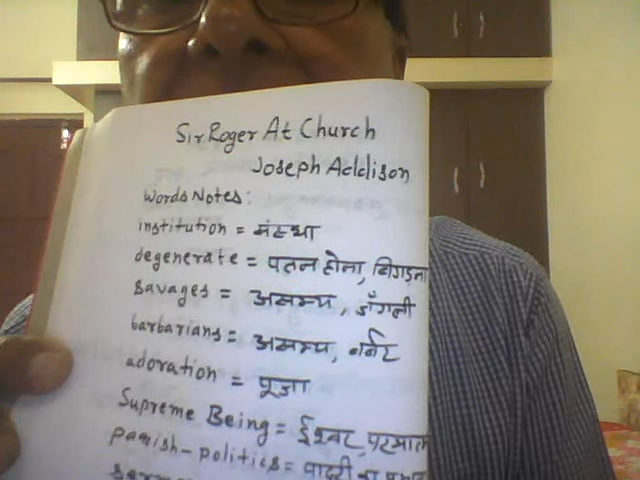 Sir Roger At Church
Joseph Addison
Words Notes:
institution = संस्था
degenerate = पतन होना, बिगड़ना
savages = असभ्य, जँगली
barbarians = असभ्य, बर्बर
adoration = पूजा
Supreme Being = ईश्वर, परमात्
parish-politics = पादरी